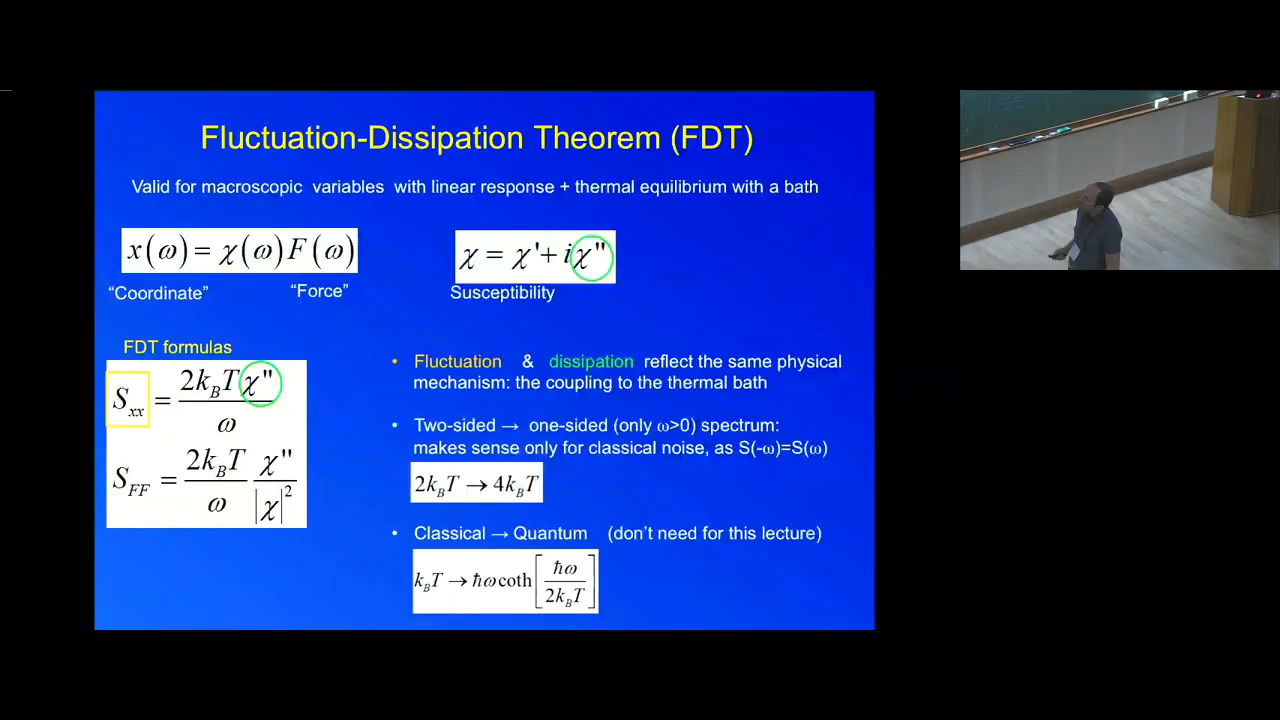 Fluctuation-Dissipation Theorem (FDT)
Valid for macroscopic variables with linear response + thermal equilibrium with a bath
x(ω) = χ(ω) F(ω)
χ = χ'+ iχ"
“Coordinate” “Force”
Susceptibility
FDT formulas
S_xx = 2k_BTχ" / ω
S_FF = 2k_BT / ω χ" / |χ|²
• Fluctuation & dissipation reflect the same physical
mechanism: the coupling to the thermal bath
• Two-sided → one-sided (only ω>0) spectrum:
makes sense only for classical noise, as S(-ω)=S(ω)
2k_BT → 4k_BT
• Classical → Quantum (don’t need for this lecture)
k_BT → ħω coth[ħω / 2k_BT]